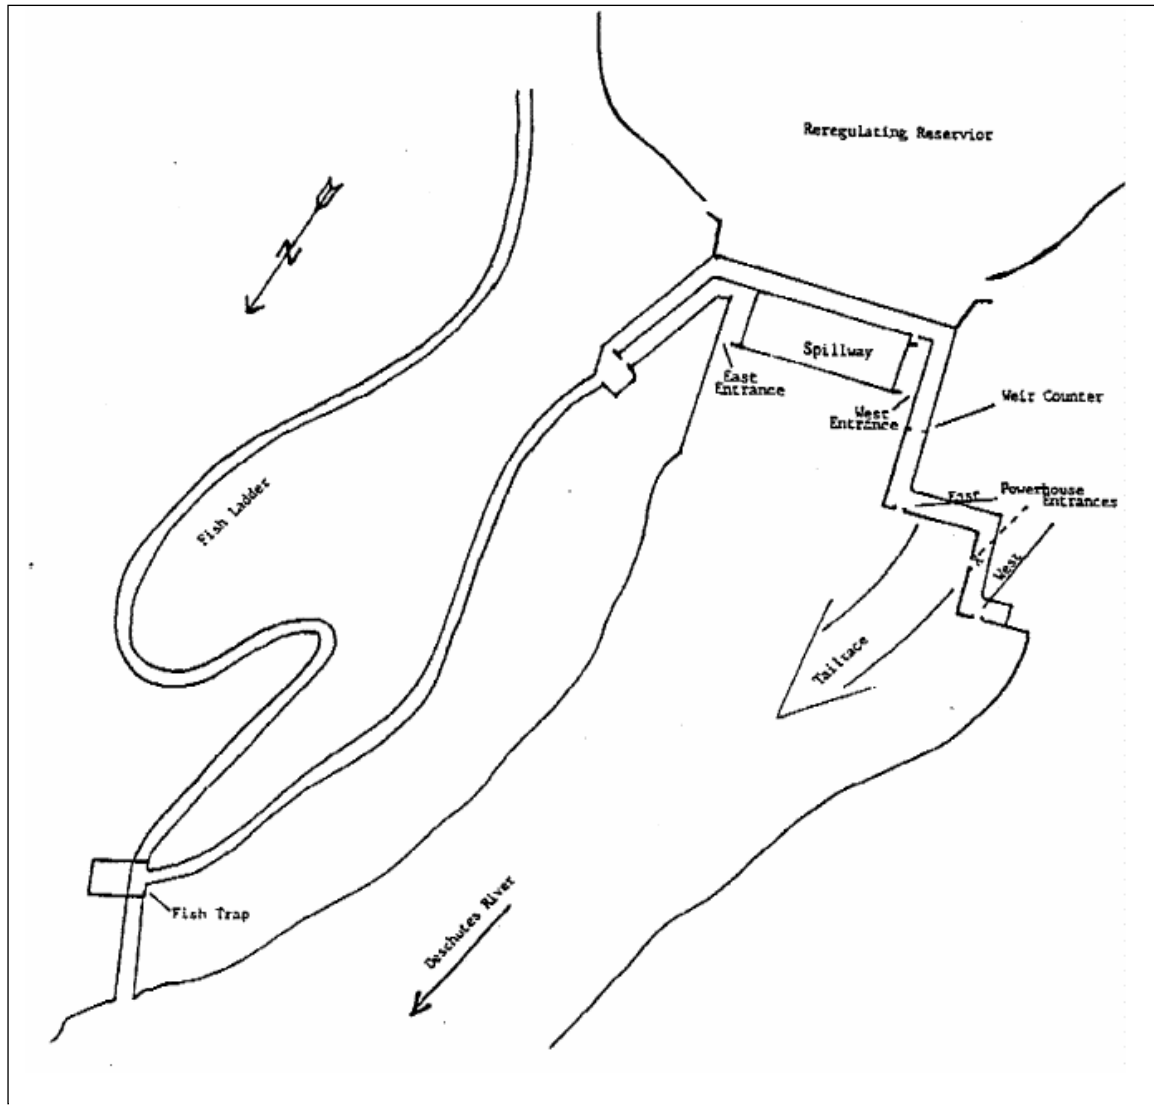 Reregulating Reservior
N
Spillway
East
Entrance
West
Entrance
Weir Counter
East
Powerhouse
Entrances
West
Fish Ladder
Tailrace
Fish Trap
Deschutes River